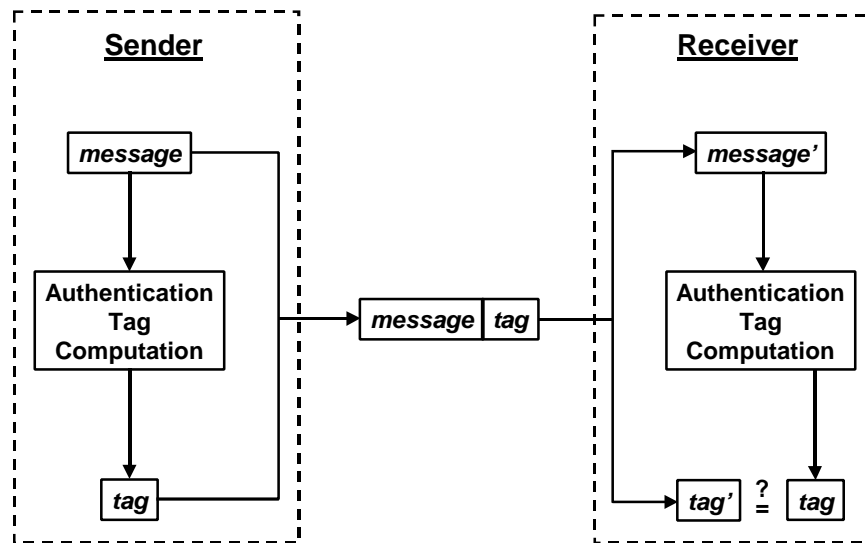 Sender
message
Authentication
Tag
Computation
tag
message tag
Receiver
message’
Authentication
Tag
Computation
tag’ ?= tag